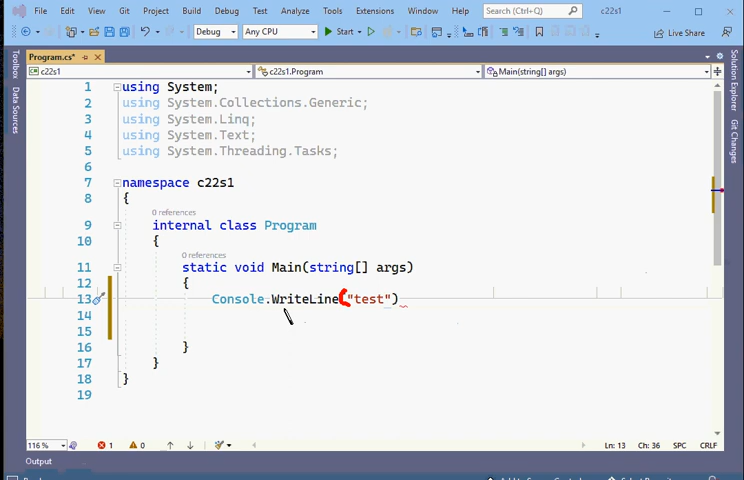 File Edit View Git Project Build Debug Test Analyze Tools Extensions Window Help Search (Ctrl+Q) c22s1
Debug Any CPU Start Live Share
Program.cs*
c22s1 c22s1.Program Main(string[] args)
Toolbox
Data Sources
Solution Explorer
Git Changes
1 using System;
2 using System.Collections.Generic;
3 using System.Linq;
4 using System.Text;
5 using System.Threading.Tasks;
6
7 namespace c22s1
8 {
0 references
9 internal class Program
10 {
0 references
11 static void Main(string[] args)
12 {
13 Console.WriteLine("test")
14
15
16 }
17 }
18 }
19
116 % 1 0 Ln: 13 Ch: 36 SPC CRLF
Output